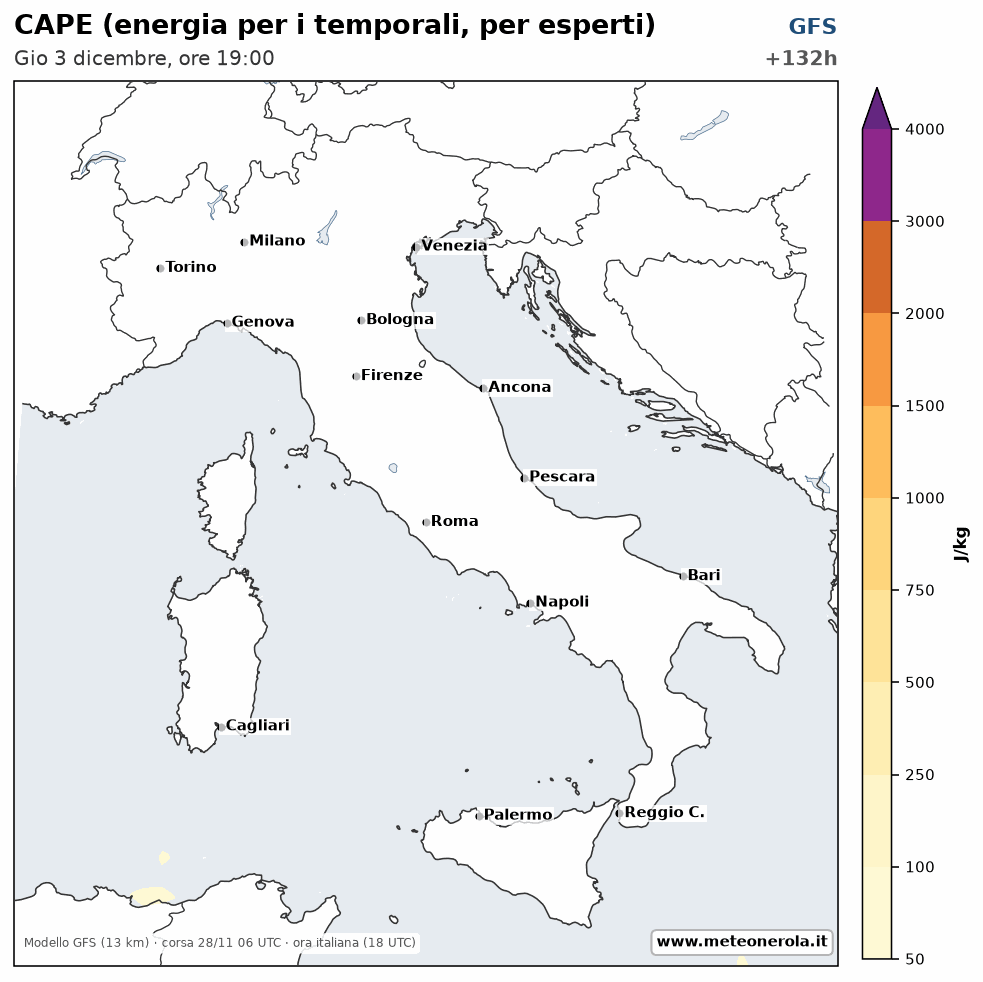 CAPE (energia per i temporali, per esperti)
GFS
Gio 3 dicembre, ore 19:00
+132h
4000
3000
2000
1500
1000
750
500
250
100
50
J/kg
Milano
Venezia
Torino
Genova
Bologna
Firenze
Ancona
Pescara
Roma
Bari
Napoli
Cagliari
Palermo
Reggio C.
Modello GFS (13 km) · corsa 28/11 06 UTC · ora italiana (18 UTC)
www.meteonerola.it